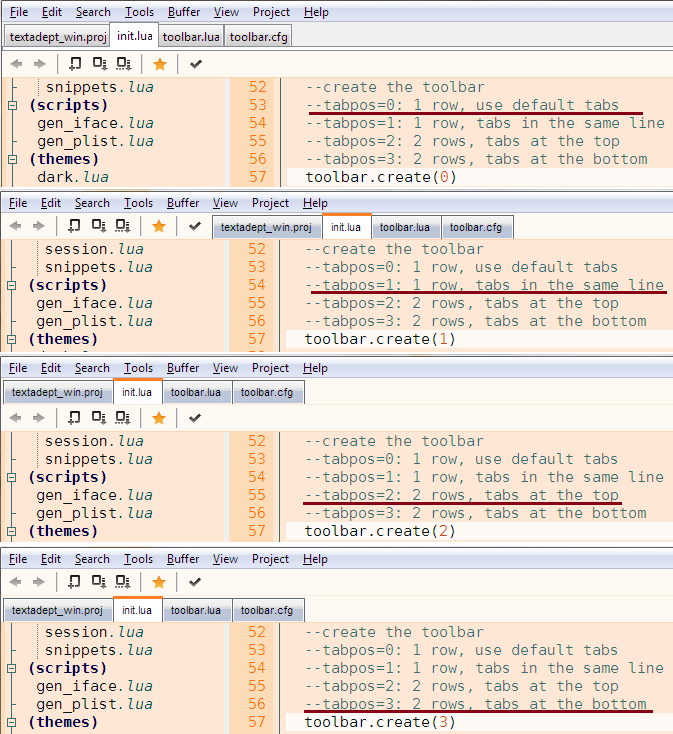 File Edit Search Tools Buffer View Project Help
textadept_win.proj init.lua toolbar.lua toolbar.cfg
snippets.lua 52 --create the toolbar
(scripts) 53 --tabpos=0: 1 row, use default tabs
gen_iface.lua 54 --tabpos=1: 1 row, tabs in the same line
gen_plist.lua 55 --tabpos=2: 2 rows, tabs at the top
(themes) 56 --tabpos=3: 2 rows, tabs at the bottom
dark.lua 57 toolbar.create(0)
File Edit Search Tools Buffer View Project Help
textadept_win.proj init.lua toolbar.lua toolbar.cfg
session.lua 52 --create the toolbar
snippets.lua 53 --tabpos=0: 1 row, use default tabs
(scripts) 54 --tabpos=1: 1 row, tabs in the same line
gen_iface.lua 55 --tabpos=2: 2 rows, tabs at the top
gen_plist.lua 56 --tabpos=3: 2 rows, tabs at the bottom
(themes) 57 toolbar.create(1)
File Edit Search Tools Buffer View Project Help
textadept_win.proj init.lua toolbar.lua toolbar.cfg
session.lua 52 --create the toolbar
snippets.lua 53 --tabpos=0: 1 row, use default tabs
(scripts) 54 --tabpos=1: 1 row, tabs in the same line
gen_iface.lua 55 --tabpos=2: 2 rows, tabs at the top
gen_plist.lua 56 --tabpos=3: 2 rows, tabs at the bottom
(themes) 57 toolbar.create(2)
File Edit Search Tools Buffer View Project Help
textadept_win.proj init.lua toolbar.lua toolbar.cfg
session.lua 52 --create the toolbar
snippets.lua 53 --tabpos=0: 1 row, use default tabs
(scripts) 54 --tabpos=1: 1 row, tabs in the same line
gen_iface.lua 55 --tabpos=2: 2 rows, tabs at the top
gen_plist.lua 56 --tabpos=3: 2 rows, tabs at the bottom
(themes) 57 toolbar.create(3)